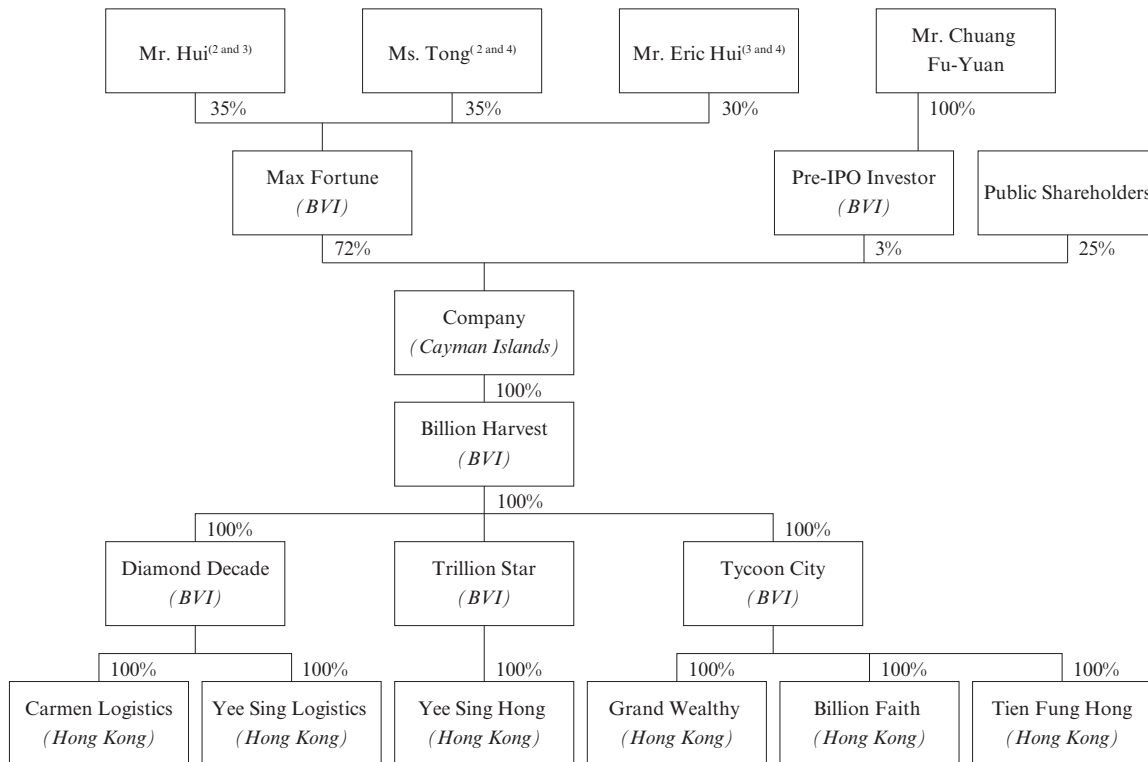 Mr. Hui(2 and 3)
Ms. Tong( 2 and 4)
Mr. Eric Hui(3 and 4)
Mr. Chuang
Fu-Yuan
35%
35%
30%
100%
Max Fortune
(BVI)
Pre-IPO Investor
(BVI)
Public Shareholders
72%
3%
25%
Company
(Cayman Islands)
100%
Billion Harvest
(BVI)
100%
100%
100%
Diamond Decade
(BVI)
Trillion Star
(BVI)
Tycoon City
(BVI)
100%
100%
100%
100%
100%
100%
Carmen Logistics
(Hong Kong)
Yee Sing Logistics
(Hong Kong)
Yee Sing Hong
(Hong Kong)
Grand Wealthy
(Hong Kong)
Billion Faith
(Hong Kong)
Tien Fung Hong
(Hong Kong)